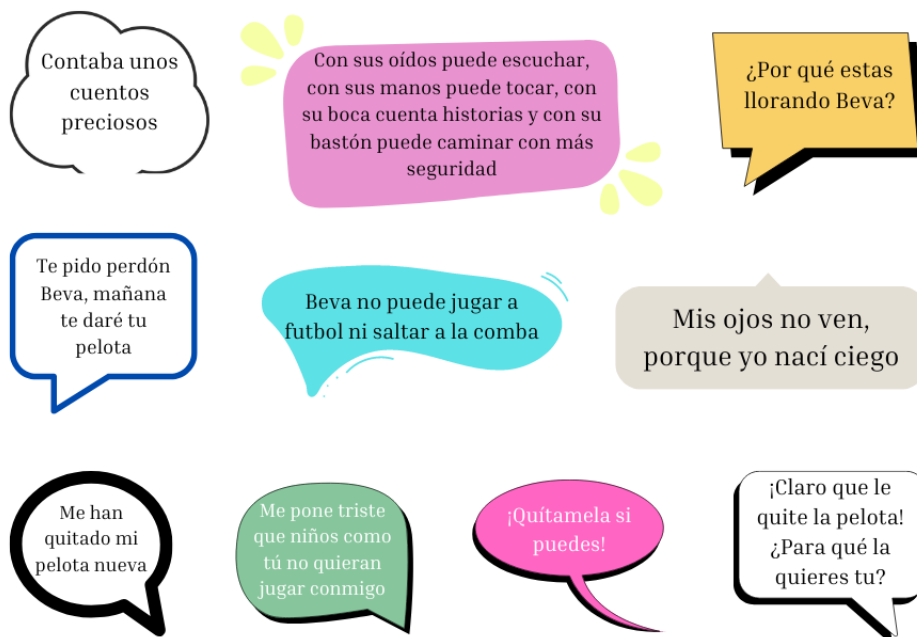 Contaba unos
cuentos
preciosos
Con sus oídos puede escuchar,
con sus manos puede tocar, con
su boca cuenta historias y con su
bastón puede caminar con más
seguridad
¿Por qué estas
llorando Beva?
Te pido perdón
Beva, mañana
te daré tu
pelota
Beva no puede jugar a
futbol ni saltar a la comba
Mis ojos no ven,
porque yo nací ciego
Me han
quitado mi
pelota nueva
Me pone triste
que niños como
tú no quieran
jugar conmigo
¡Quítamela si
puedes!
¡Claro que le
quite la pelota!
¿Para qué la
quieres tu?